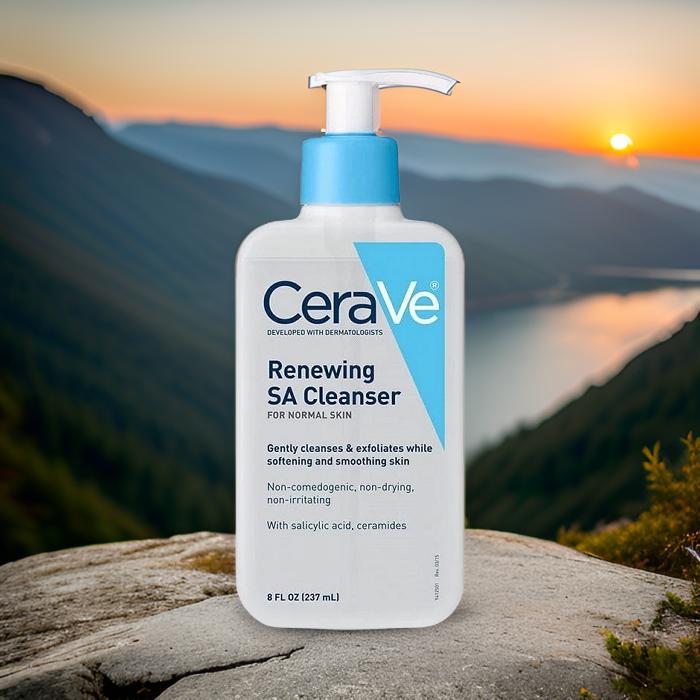 CeraVe®
DEVELOPED WITH DERMATOLOGISTS
Renewing
SA Cleanser
FOR NORMAL SKIN
Gently cleanses & exfoliates while
softening and smoothing skin
Non-comedogenic, non-drying,
non-irritating
With salicylic acid, ceramides
8 FL OZ (237 mL)